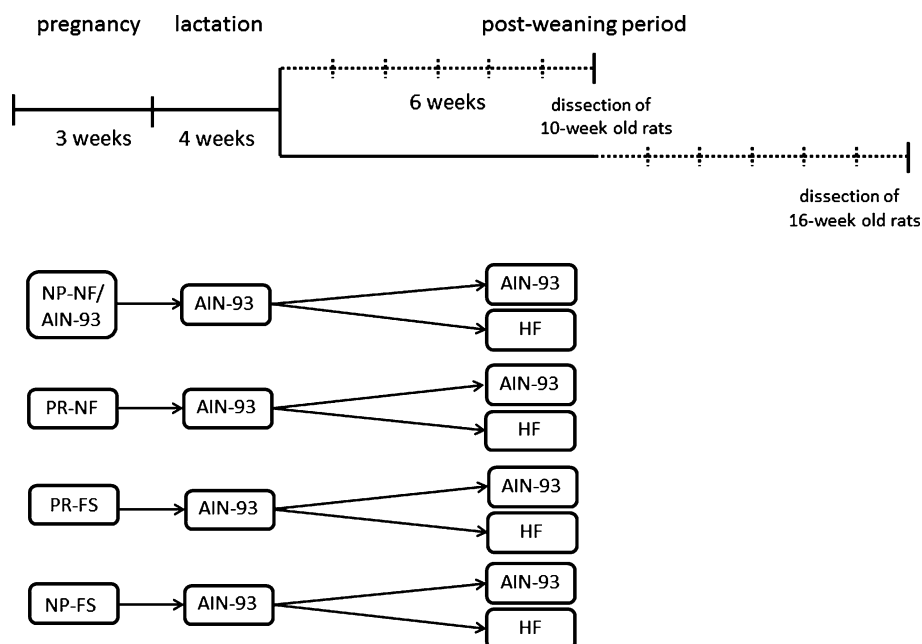 pregnancy lactation post-weaning period
3 weeks 4 weeks 6 weeks
dissection of
10-week old rats
dissection of
16-week old rats
NP-NF/
AIN-93
AIN-93
AIN-93
HF
PR-NF
AIN-93
AIN-93
HF
PR-FS
AIN-93
AIN-93
HF
NP-FS
AIN-93
AIN-93
HF